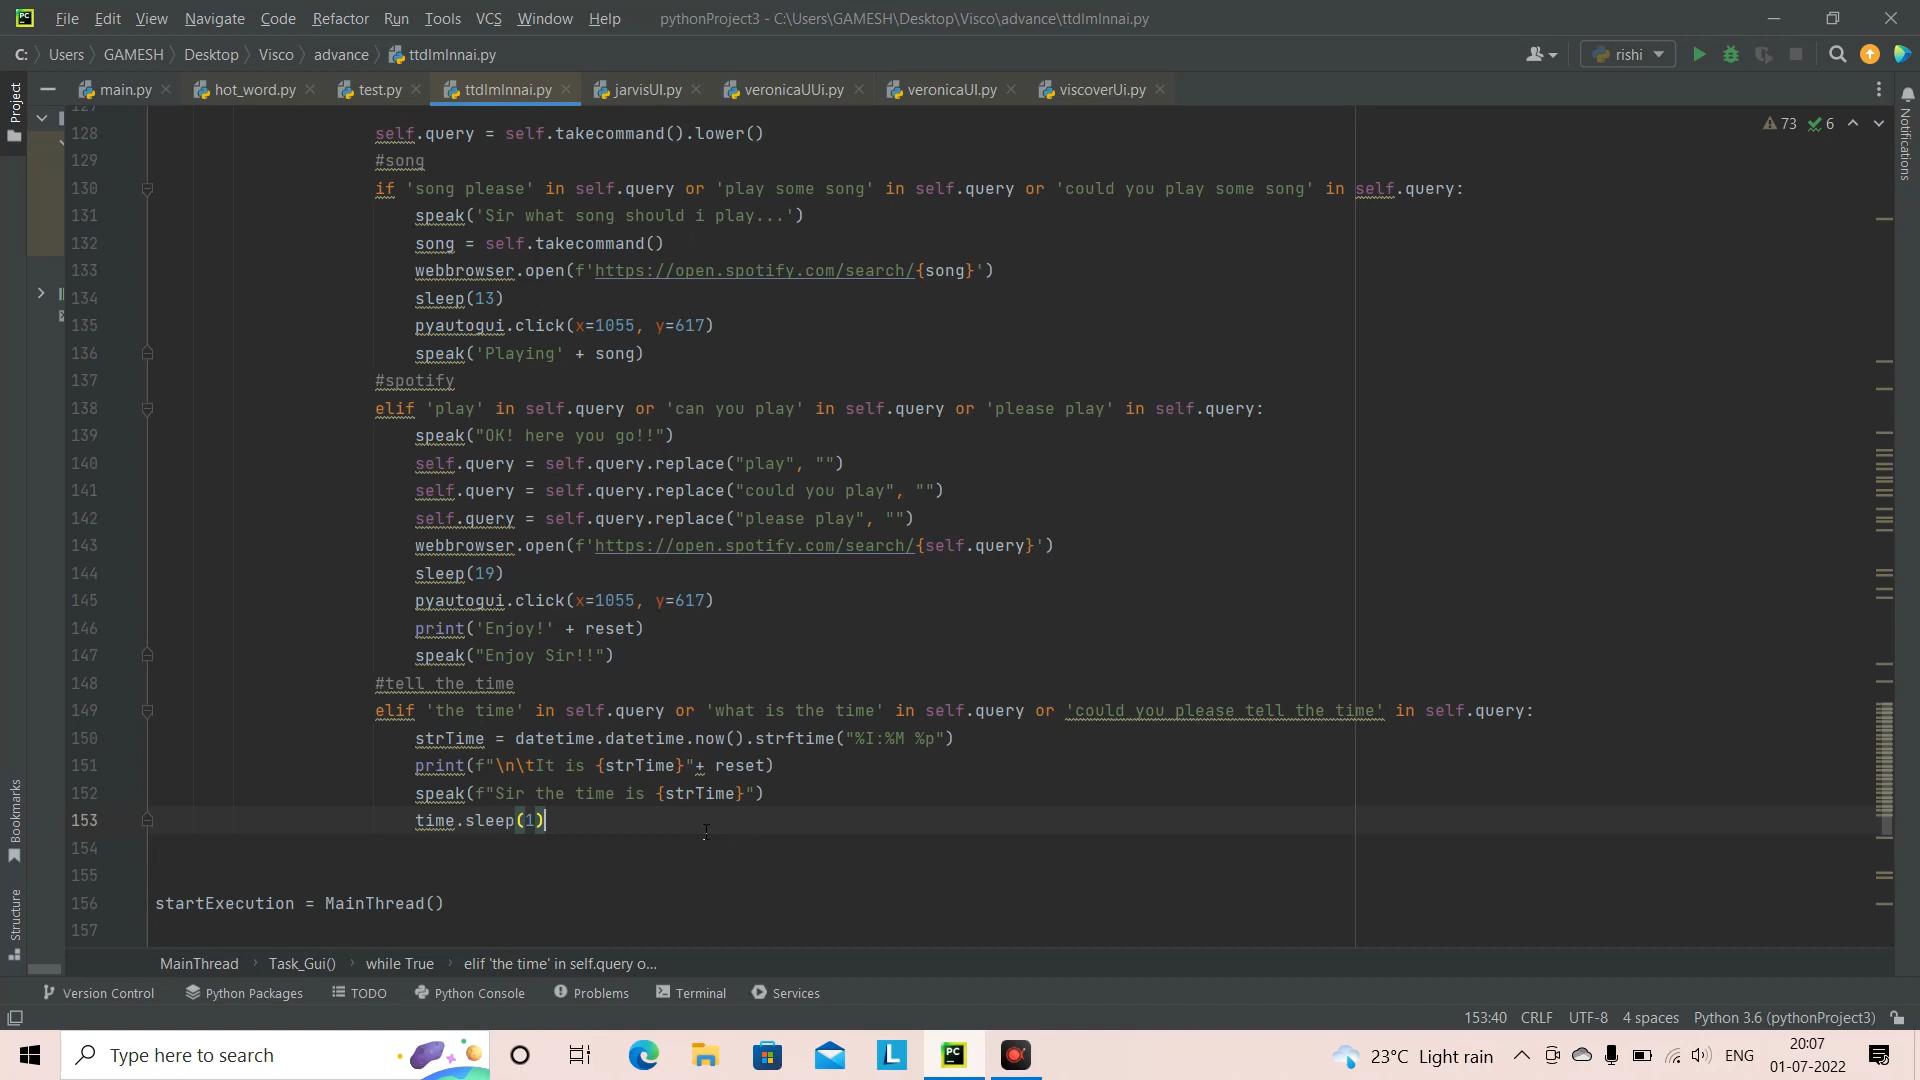 PC File Edit View Navigate Code Refactor Run Tools VCS Window Help pythonProject3 - C:\Users\GAMESH\Desktop\Visco\advance\ttdlmlnnai.py
C: Users GAMESH Desktop Visco advance ttdlmlnnai.py rishi
Project main.py hot_word.py test.py ttdlmlnnai.py jarvisUI.py veronicaUUi.py veronicaUI.py viscoverUi.py Notifications
127
73 6
128 self.query = self.takecommand().lower()
129 #song
130 if 'song please' in self.query or 'play some song' in self.query or 'could you play some song' in self.query:
131 speak('Sir what song should i play...')
132 song = self.takecommand()
133 webbrowser.open(f'https://open.spotify.com/search/{song}')
134 sleep(13)
135 pyautogui.click(x=1055, y=617)
136 speak('Playing' + song)
137 #spotify
138 elif 'play' in self.query or 'can you play' in self.query or 'please play' in self.query:
139 speak("OK! here you go!!")
140 self.query = self.query.replace("play", "")
141 self.query = self.query.replace("could you play", "")
142 self.query = self.query.replace("please play", "")
143 webbrowser.open(f'https://open.spotify.com/search/{self.query}')
144 sleep(19)
145 pyautogui.click(x=1055, y=617)
146 print('Enjoy!' + reset)
147 speak("Enjoy Sir!!")
148 #tell the time
149 elif 'the time' in self.query or 'what is the time' in self.query or 'could you please tell the time' in self.query:
150 strTime = datetime.datetime.now().strftime("%I:%M %p")
151 print(f"\n\tIt is {strTime}"+ reset)
152 speak(f"Sir the time is {strTime}")
153 time.sleep(1)
154
155
156 startExecution = MainThread()
157
Bookmarks
Structure
MainThread Task_Gui() while True elif 'the time' in self.query o...
Version Control Python Packages TODO Python Console Problems Terminal Services
153:40 CRLF UTF-8 4 spaces Python 3.6 (pythonProject3)
Type here to search L PC 23°C Light rain ENG 20:07
01-07-2022